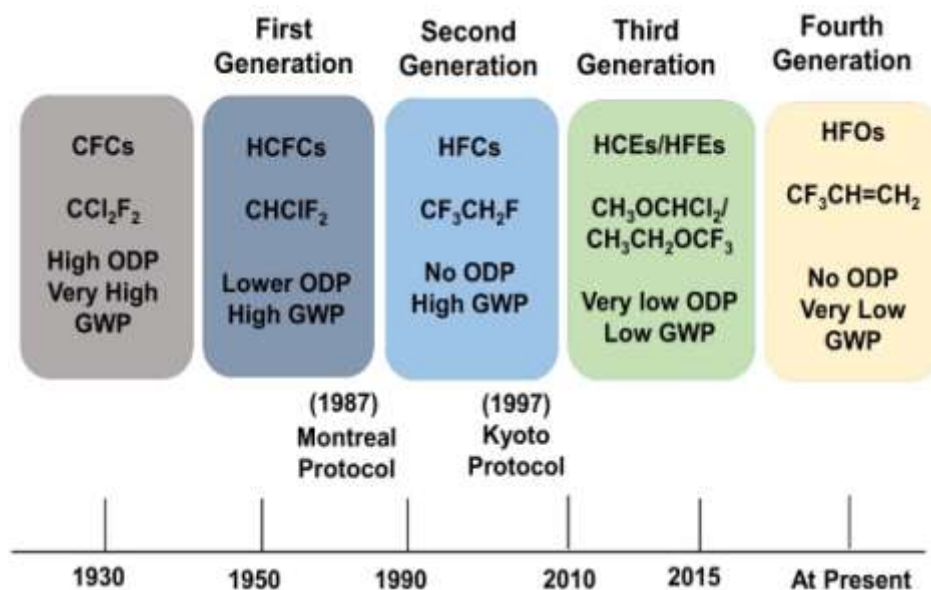 First
Generation
Second
Generation
Third
Generation
Fourth
Generation
CFCs
CCl₂F₂
High ODP
Very High
GWP
HCFCs
CHClF₂
Lower ODP
High GWP
HFCs
CF₃CH₂F
No ODP
High GWP
HCEs/HFEs
CH₃OCHCl₂/
CH₃CH₂OCF₃
Very low ODP
Low GWP
HFOs
CF₃CH=CH₂
No ODP
Very Low
GWP
(1987)
Montreal
Protocol
(1997)
Kyoto
Protocol
1930
1950
1990
2010
2015
At Present